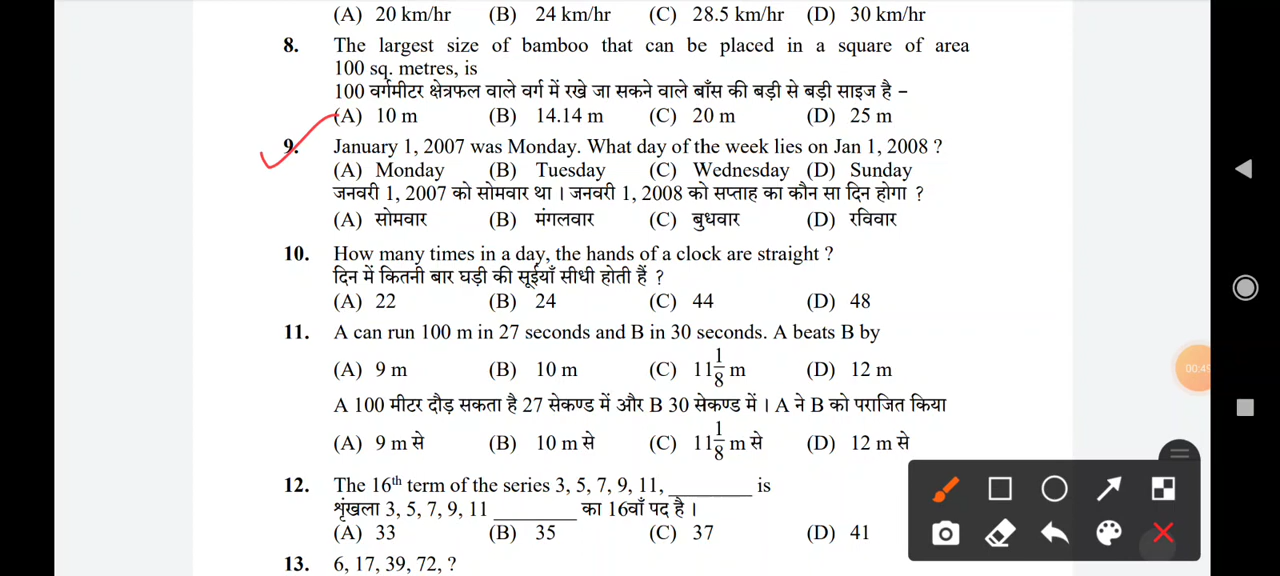 (A) 20 km/hr (B) 24 km/hr (C) 28.5 km/hr (D) 30 km/hr
8. The largest size of bamboo that can be placed in a square of area
100 sq. metres, is
100 वर्गमीटर क्षेत्रफल वाले वर्ग में रखे जा सकने वाले बाँस की बड़ी से बड़ी साइज है –
(A) 10 m (B) 14.14 m (C) 20 m (D) 25 m
9. January 1, 2007 was Monday. What day of the week lies on Jan 1, 2008 ?
(A) Monday (B) Tuesday (C) Wednesday (D) Sunday
जनवरी 1, 2007 को सोमवार था । जनवरी 1, 2008 को सप्ताह का कौन सा दिन होगा ?
(A) सोमवार (B) मंगलवार (C) बुधवार (D) रविवार
10. How many times in a day, the hands of a clock are straight ?
दिन में कितनी बार घड़ी की सूईयाँ सीधी होती हैं ?
(A) 22 (B) 24 (C) 44 (D) 48
11. A can run 100 m in 27 seconds and B in 30 seconds. A beats B by
(A) 9 m (B) 10 m (C) 11 1/8 m (D) 12 m
A 100 मीटर दौड़ सकता है 27 सेकण्ड में और B 30 सेकण्ड में । A ने B को पराजित किया
(A) 9 m से (B) 10 m से (C) 11 1/8 m से (D) 12 m से
12. The 16th term of the series 3, 5, 7, 9, 11, ________ is
शृंखला 3, 5, 7, 9, 11 ________ का 16वाँ पद है ।
(A) 33 (B) 35 (C) 37 (D) 41
13. 6, 17, 39, 72, ?